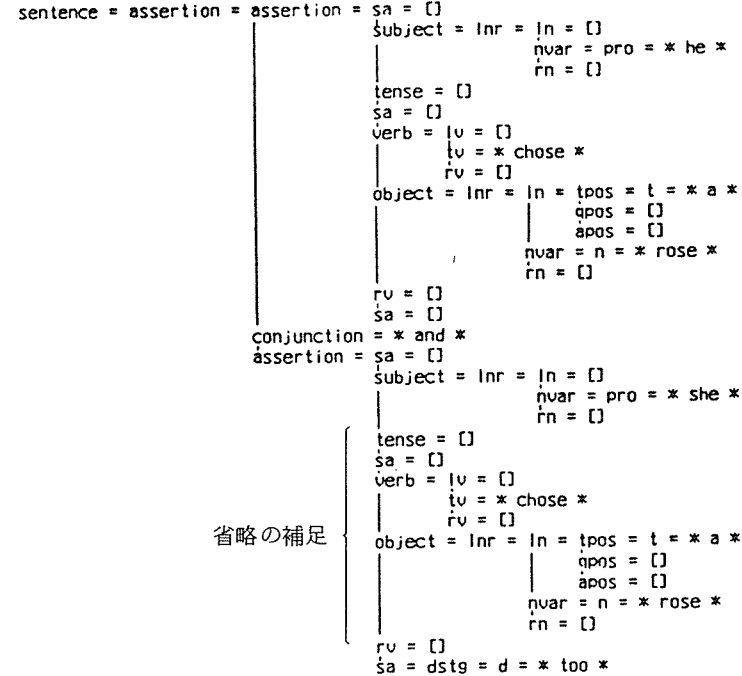 sentence = assertion = assertion = sa = []
subject = lnr = ln = []
nvar = pro = * he *
rn = []
tense = []
sa = []
verb = lv = []
tv = * chose *
rv = []
object = lnr = ln = tpos = t = * a *
qpos = []
apos = []
nvar = n = * rose *
rn = []
rv = []
sa = []
conjunction = * and *
assertion = sa = []
subject = lnr = ln = []
nvar = pro = * she *
rn = []
tense = []
sa = []
verb = lv = []
tv = * chose *
rv = []
省略の補足
object = lnr = ln = tpos = t = * a *
qpos = []
apos = []
nvar = n = * rose *
rn = []
rv = []
sa = dstg = d = * too *